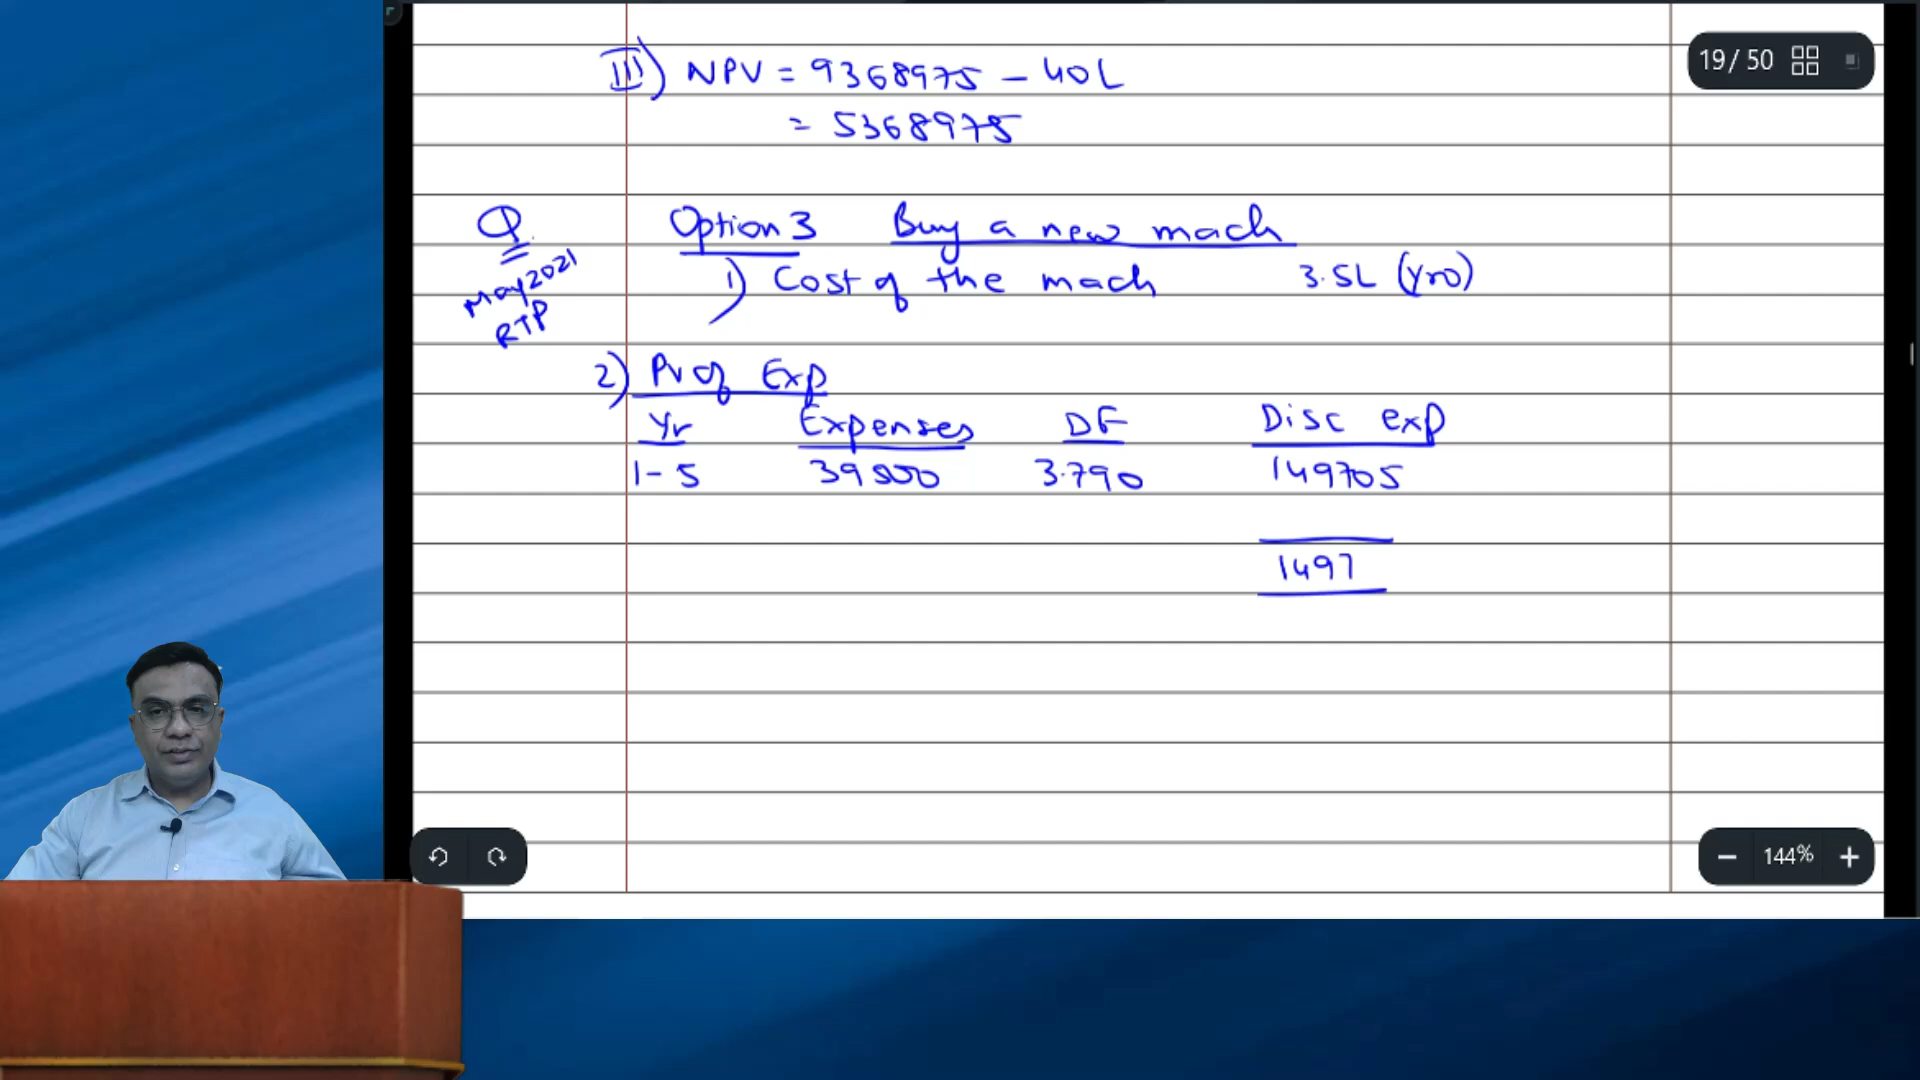 19/ 50
III) NPV = 9368975 - 40L
= 5368975
Q May 2021 RTP
Option 3 Buy a new mach
1) Cost of the mach 3.5L (yr0)
2) PV of Exp
Yr Expenses DF Disc exp
1-5 39500 3.790 149705
1497
144%